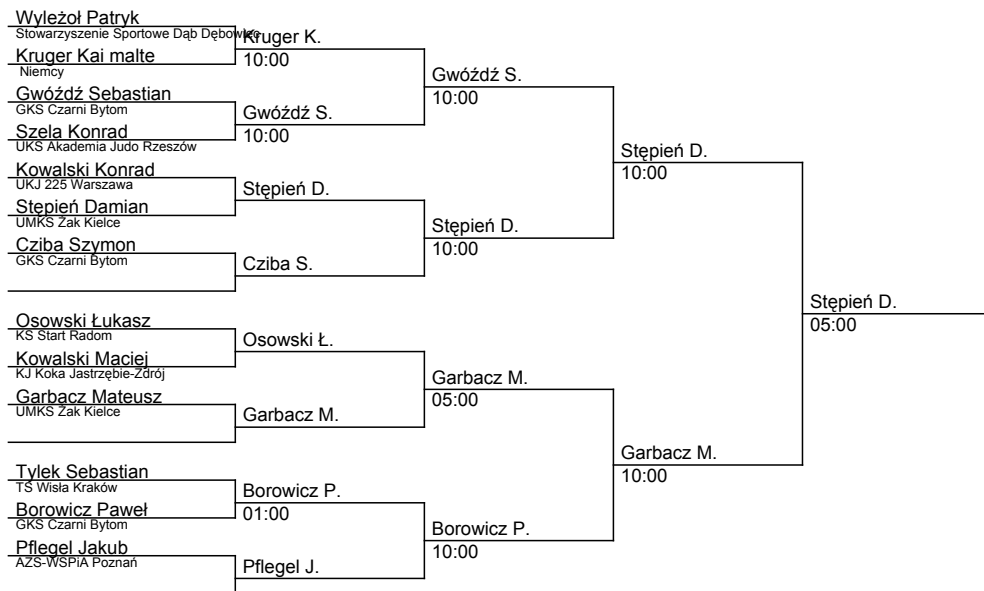 Wyleżoł Patryk
Stowarzyszenie Sportowe Dąb Dębowiec
Kruger Kai malte
Niemcy
Gwóźdź Sebastian
GKS Czarni Bytom
Szela Konrad
UKS Akademia Judo Rzeszów
Kowalski Konrad
UKJ 225 Warszawa
Stępień Damian
UMKS Żak Kielce
Cziba Szymon
GKS Czarni Bytom
Osowski Łukasz
KS Start Radom
Kowalski Maciej
KJ Koka Jastrzębie-Zdrój
Garbacz Mateusz
UMKS Żak Kielce
Tylek Sebastian
TS Wisła Kraków
Borowicz Paweł
GKS Czarni Bytom
Pflegel Jakub
AZS-WSPiA Poznań
Kruger K.
10:00
Gwóźdź S.
10:00
Stępień D.
Cziba S.
Osowski Ł.
Garbacz M.
Borowicz P.
01:00
Pflegel J.
Gwóźdź S.
10:00
Stępień D.
10:00
Garbacz M.
05:00
Borowicz P.
10:00
Stępień D.
10:00
Garbacz M.
10:00
Stępień D.
05:00